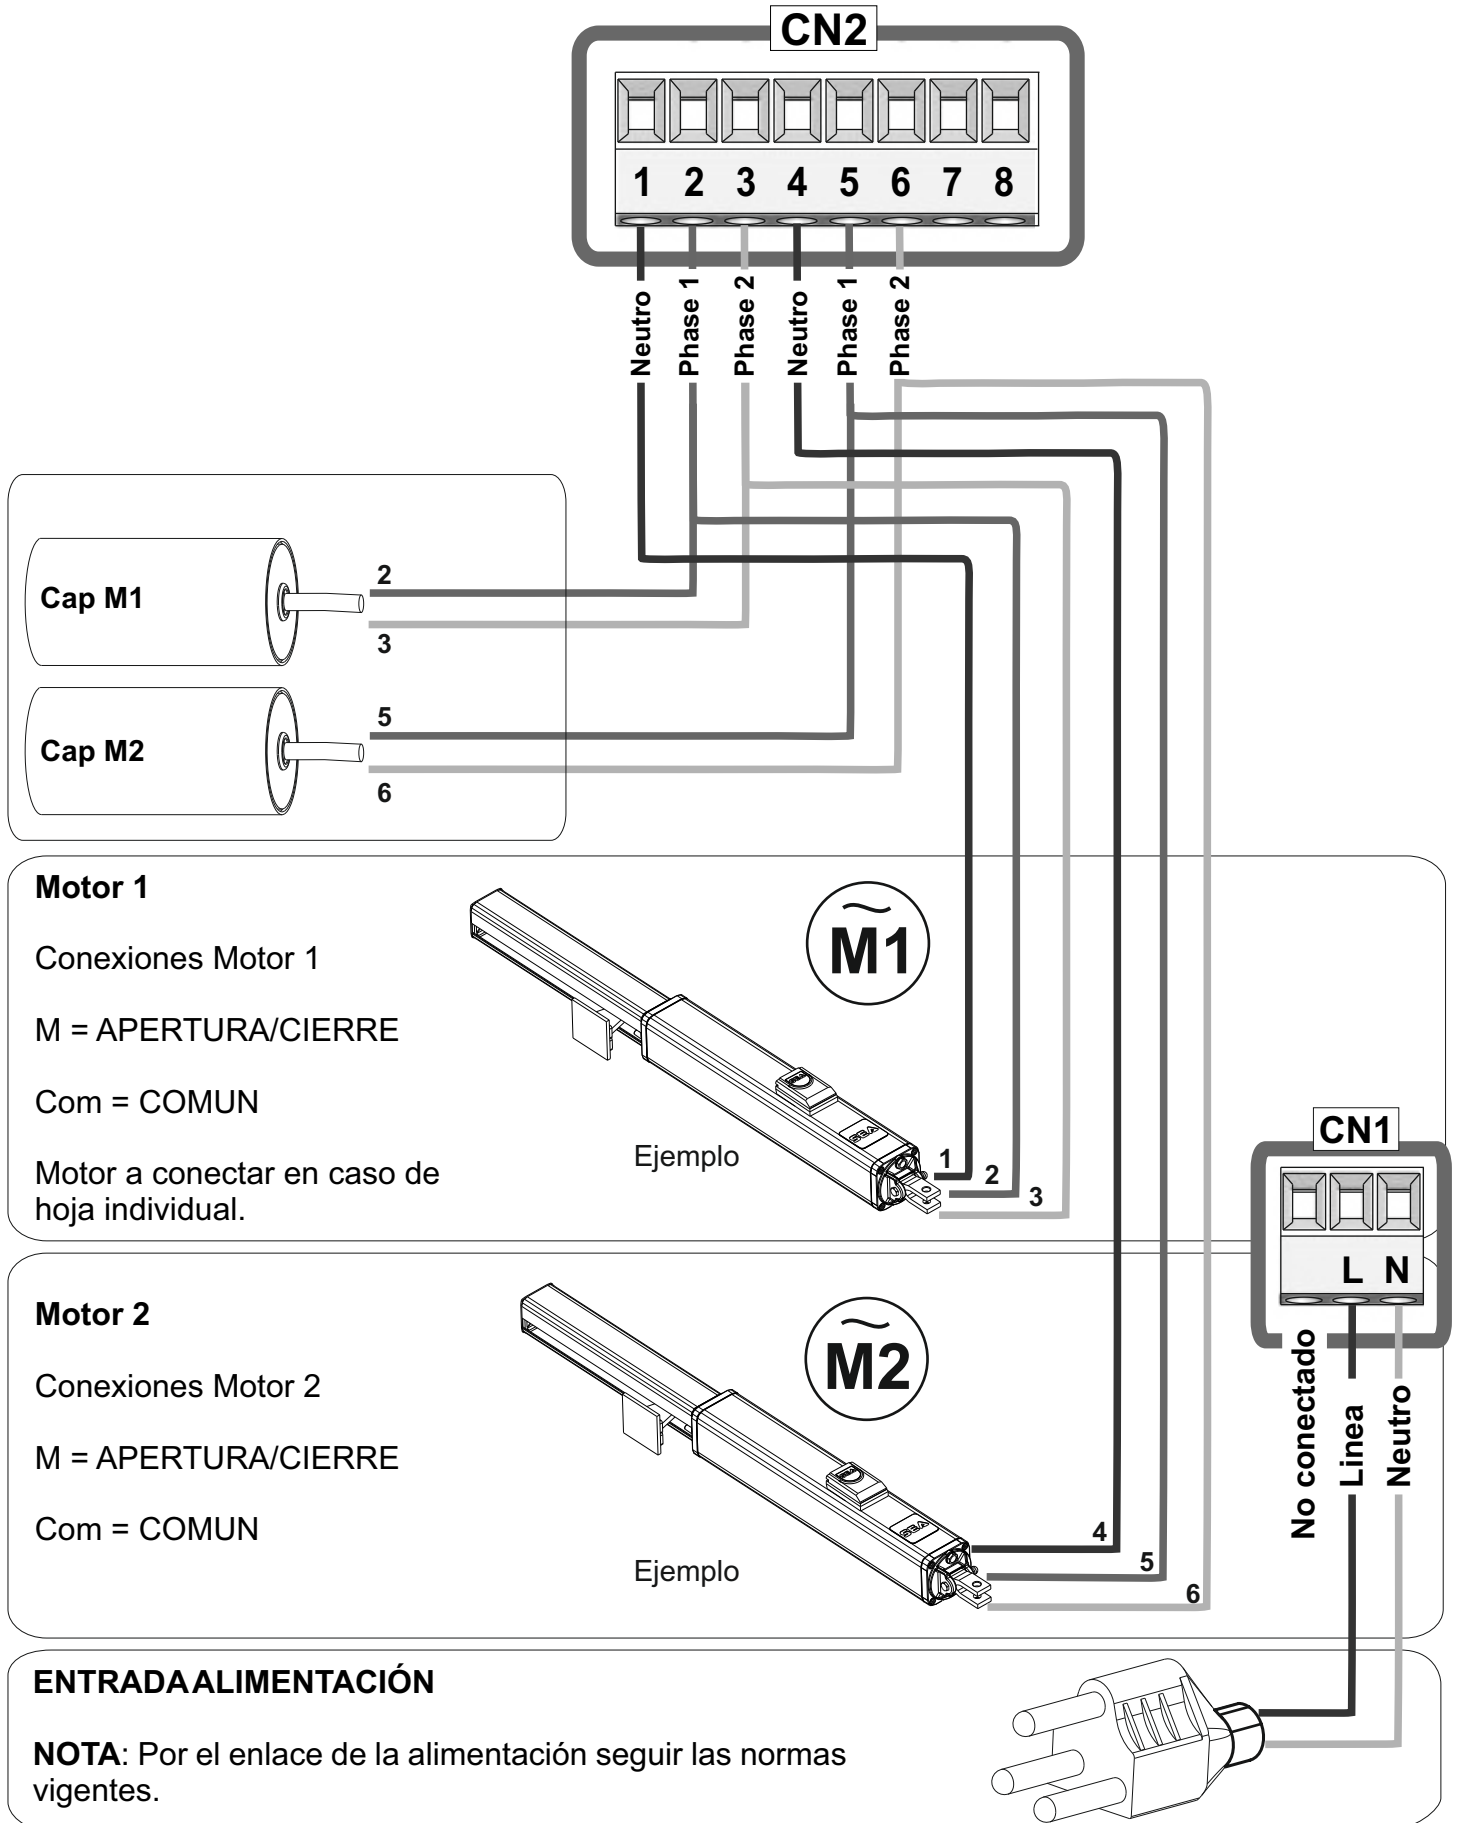 CN2
1 2 3 4 5 6 7 8
Neutro
Phase 1
Phase 2
Neutro
Phase 1
Phase 2
Cap M1
2
3
Cap M2
5
6
Motor 1
Conexiones Motor 1
M = APERTURA/CIERRE
Com = COMUN
Motor a conectar en caso de
hoja individual.
M1
SEA
Ejemplo
1
2
3
CN1
L N
No conectado
Linea
Neutro
Motor 2
Conexiones Motor 2
M = APERTURA/CIERRE
Com = COMUN
M2
SEA
Ejemplo
4
5
6
ENTRADA ALIMENTACIÓN
NOTA: Por el enlace de la alimentación seguir las normas
vigentes.